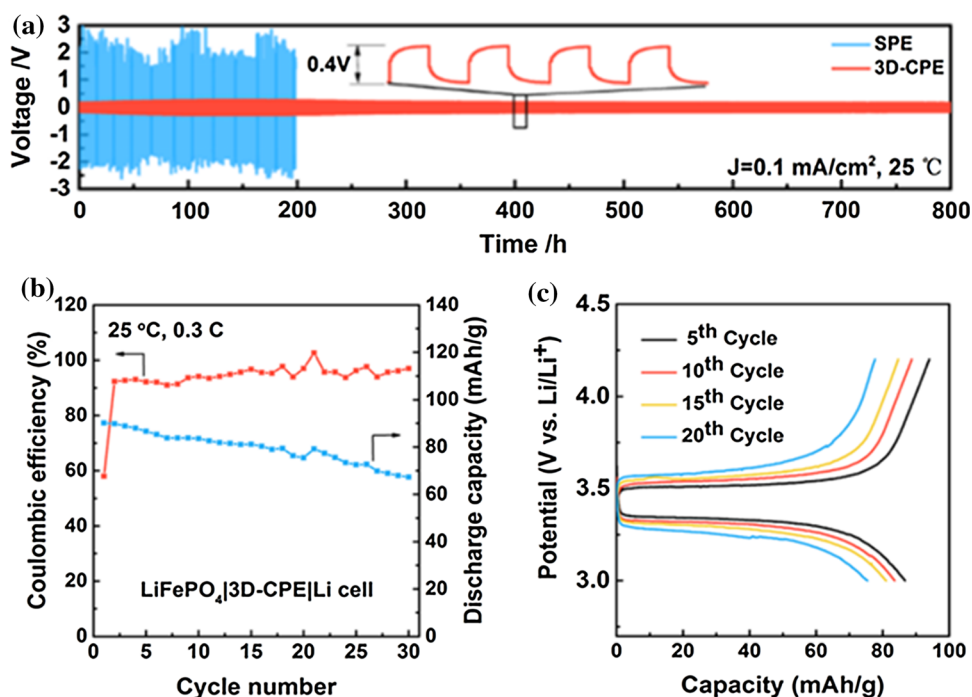 (a)
3
2
1
0
-1
-2
-3
Voltage /V
0.4V
SPE
3D-CPE
J=0.1 mA/cm², 25 ℃
0 100 200 300 400 500 600 700 800
Time /h
(b)
120
100
80
60
40
20
0
Coulombic efficiency (%)
25 °C, 0.3 C
LiFePO₄|3D-CPE|Li cell
140
120
100
80
60
40
20
0
Discharge capacity (mAh/g)
0 5 10 15 20 25 30
Cycle number
(c)
4.5
4.0
3.5
3.0
Potential (V vs. Li/Li⁺)
5th Cycle
10th Cycle
15th Cycle
20th Cycle
0 20 40 60 80 100
Capacity (mAh/g)